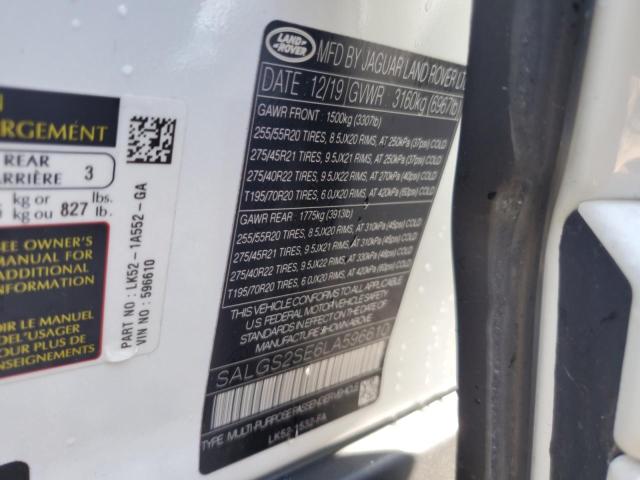 N
RGEMENT
REAR
ARRIÈRE 3
kg or 827 lbs.
kg ou lb.
SEE OWNER'S
MANUAL FOR
ADDITIONAL
INFORMATION
OIR LE MANUEL
DE L'USAGER
RENSEIGNEMENTS
PART NO : LK52-1A552-GA
VIN NO : 596610
LAND ROVER
MFD BY JAGUAR LAND ROVER LT
DATE: 12/19 GVWR 3160kg (6967lb)
GAWR FRONT: 1500kg (3307lb)
255/55R20 TIRES, 8.5JX20 RIMS, AT 250kPa (37psi) COLD
275/45R21 TIRES, 9.5JX21 RIMS, AT 250kPa (37psi) COLD
275/40R22 TIRES, 9.5JX22 RIMS, AT 270kPa (40psi) COLD
T195/70R20 TIRES, 6.0JX20 RIMS, AT 420kPa (60psi) COLD
GAWR REAR: 1775kg (3913lb)
255/55R20 TIRES, 8.5JX20 RIMS, AT 310kPa (45psi) COLD
275/45R21 TIRES, 9.5JX21 RIMS, AT 310kPa (45psi) COLD
275/40R22 TIRES, 9.5JX22 RIMS, AT 330kPa (48psi) COLD
T195/70R20 TIRES, 6.0JX20 RIMS, AT 420kPa (60psi) COLD
THIS VEHICLE CONFORMS TO ALL APPLICABLE
U.S. FEDERAL MOTOR VEHICLE SAFETY
STANDARDS IN EFFECT ON THE DATE OF
MANUFACTURE SHOWN ABOVE.
SALGS2SE6LA596610
TYPE: MULTI-PURPOSE PASSENGER VEHICLE
LK52-1532-FA